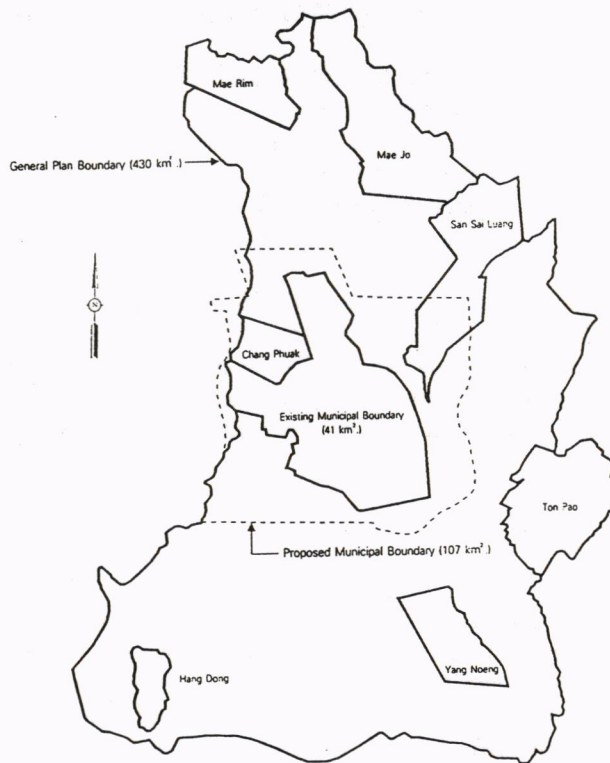 Mae Rim
General Plan Boundary (430 km².)
Mae Jo
San Sai Luang
N
Chang Phuak
Existing Municipal Boundary
(41 km².)
Ton Pao
Proposed Municipal Boundary (107 km².)
Yang Noeng
Hang Dong